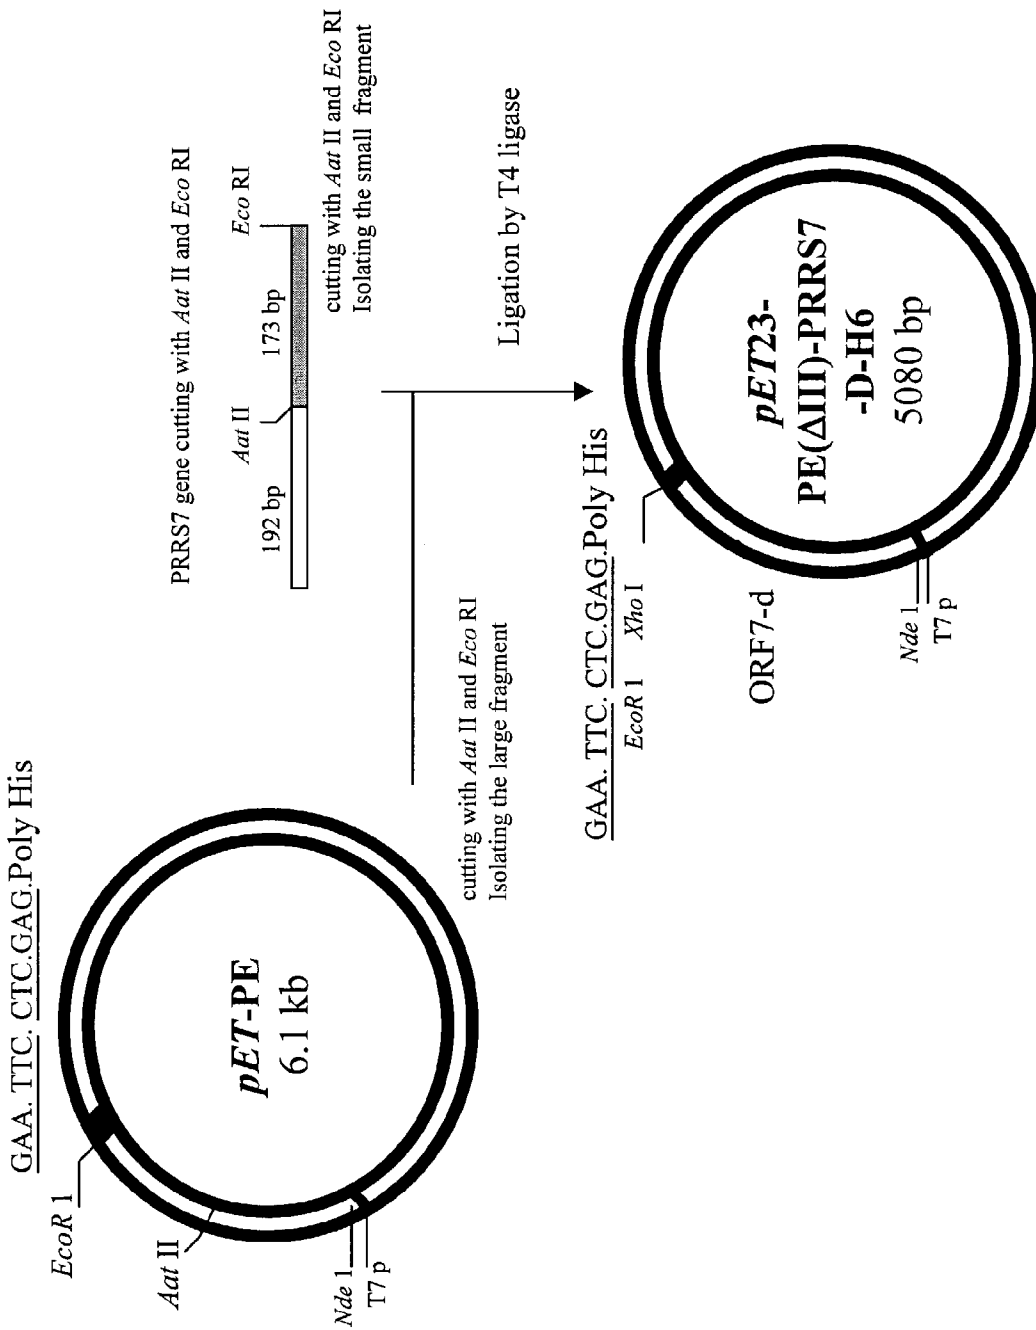 PRRS7 gene cutting with Aat II and Eco RI
192 bp
Aat II
173 bp
Eco RI
cutting with Aat II and Eco RI
Isolating the small fragment
GAA. TTC. CTC.GAG.Poly His
EcoR 1
Aat II
Nde 1
T7 p
pET-PE
6.1 kb
cutting with Aat II and Eco RI
Isolating the large fragment
Ligation by T4 ligase
GAA. TTC. CTC.GAG.Poly His
EcoR 1 Xho I
ORF7-d
Nde 1
T7 p
pET23-
PE(ΔIII)-PRRS7
-D-H6
5080 bp